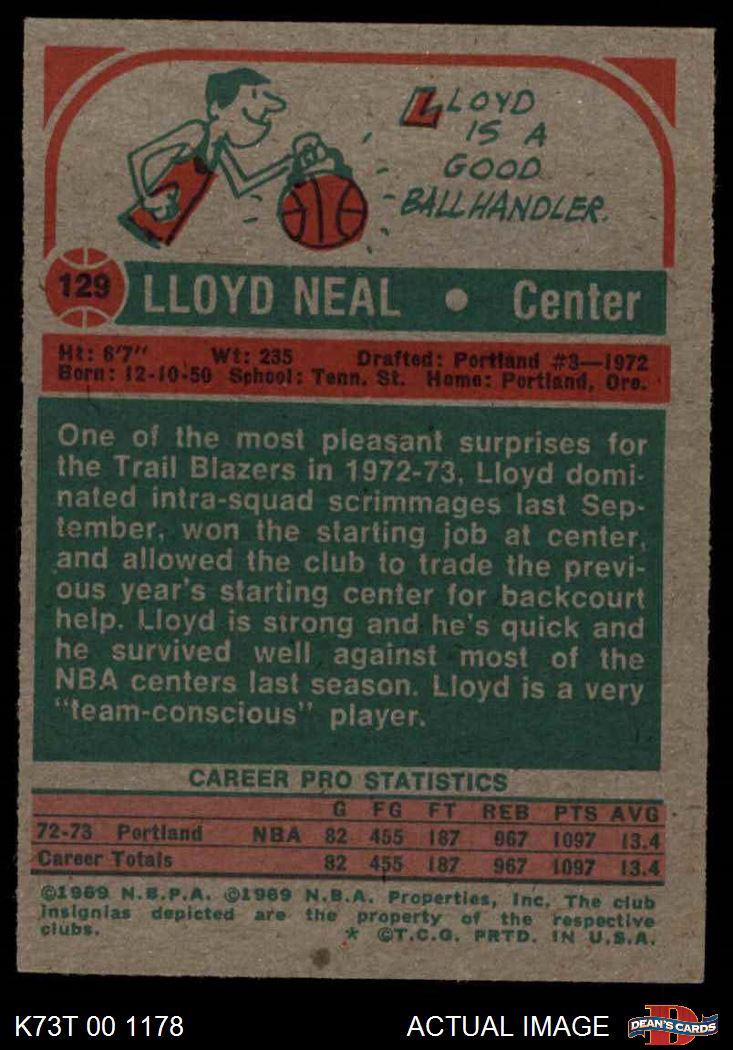 LLOYD
IS A
GOOD
BALLHANDLER.
129 LLOYD NEAL • Center
Ht: 6'7" Wt: 235 Drafted: Portland #3—1972
Born: 12-10-50 School: Tenn. St. Home: Portland, Ore.
One of the most pleasant surprises for
the Trail Blazers in 1972-73, Lloyd domi-
nated intra-squad scrimmages last Sep-
tember, won the starting job at center,
and allowed the club to trade the previ-
ous year's starting center for backcourt
help. Lloyd is strong and he's quick and
he survived well against most of the
NBA centers last season. Lloyd is a very
"team-conscious" player.
CAREER PRO STATISTICS
G FG FT REB PTS AVG
72-73 Portland NBA 82 455 187 967 1097 13.4
Career Totals 82 455 187 967 1097 13.4
©1969 N.B.P.A. ©1969 N.B.A. Properties, Inc. The club
insignias depicted are the property of the respective
clubs. * ©T.C.G. PRTD. IN U.S.A.
K73T 00 1178 ACTUAL IMAGE D DEAN'S CARDS